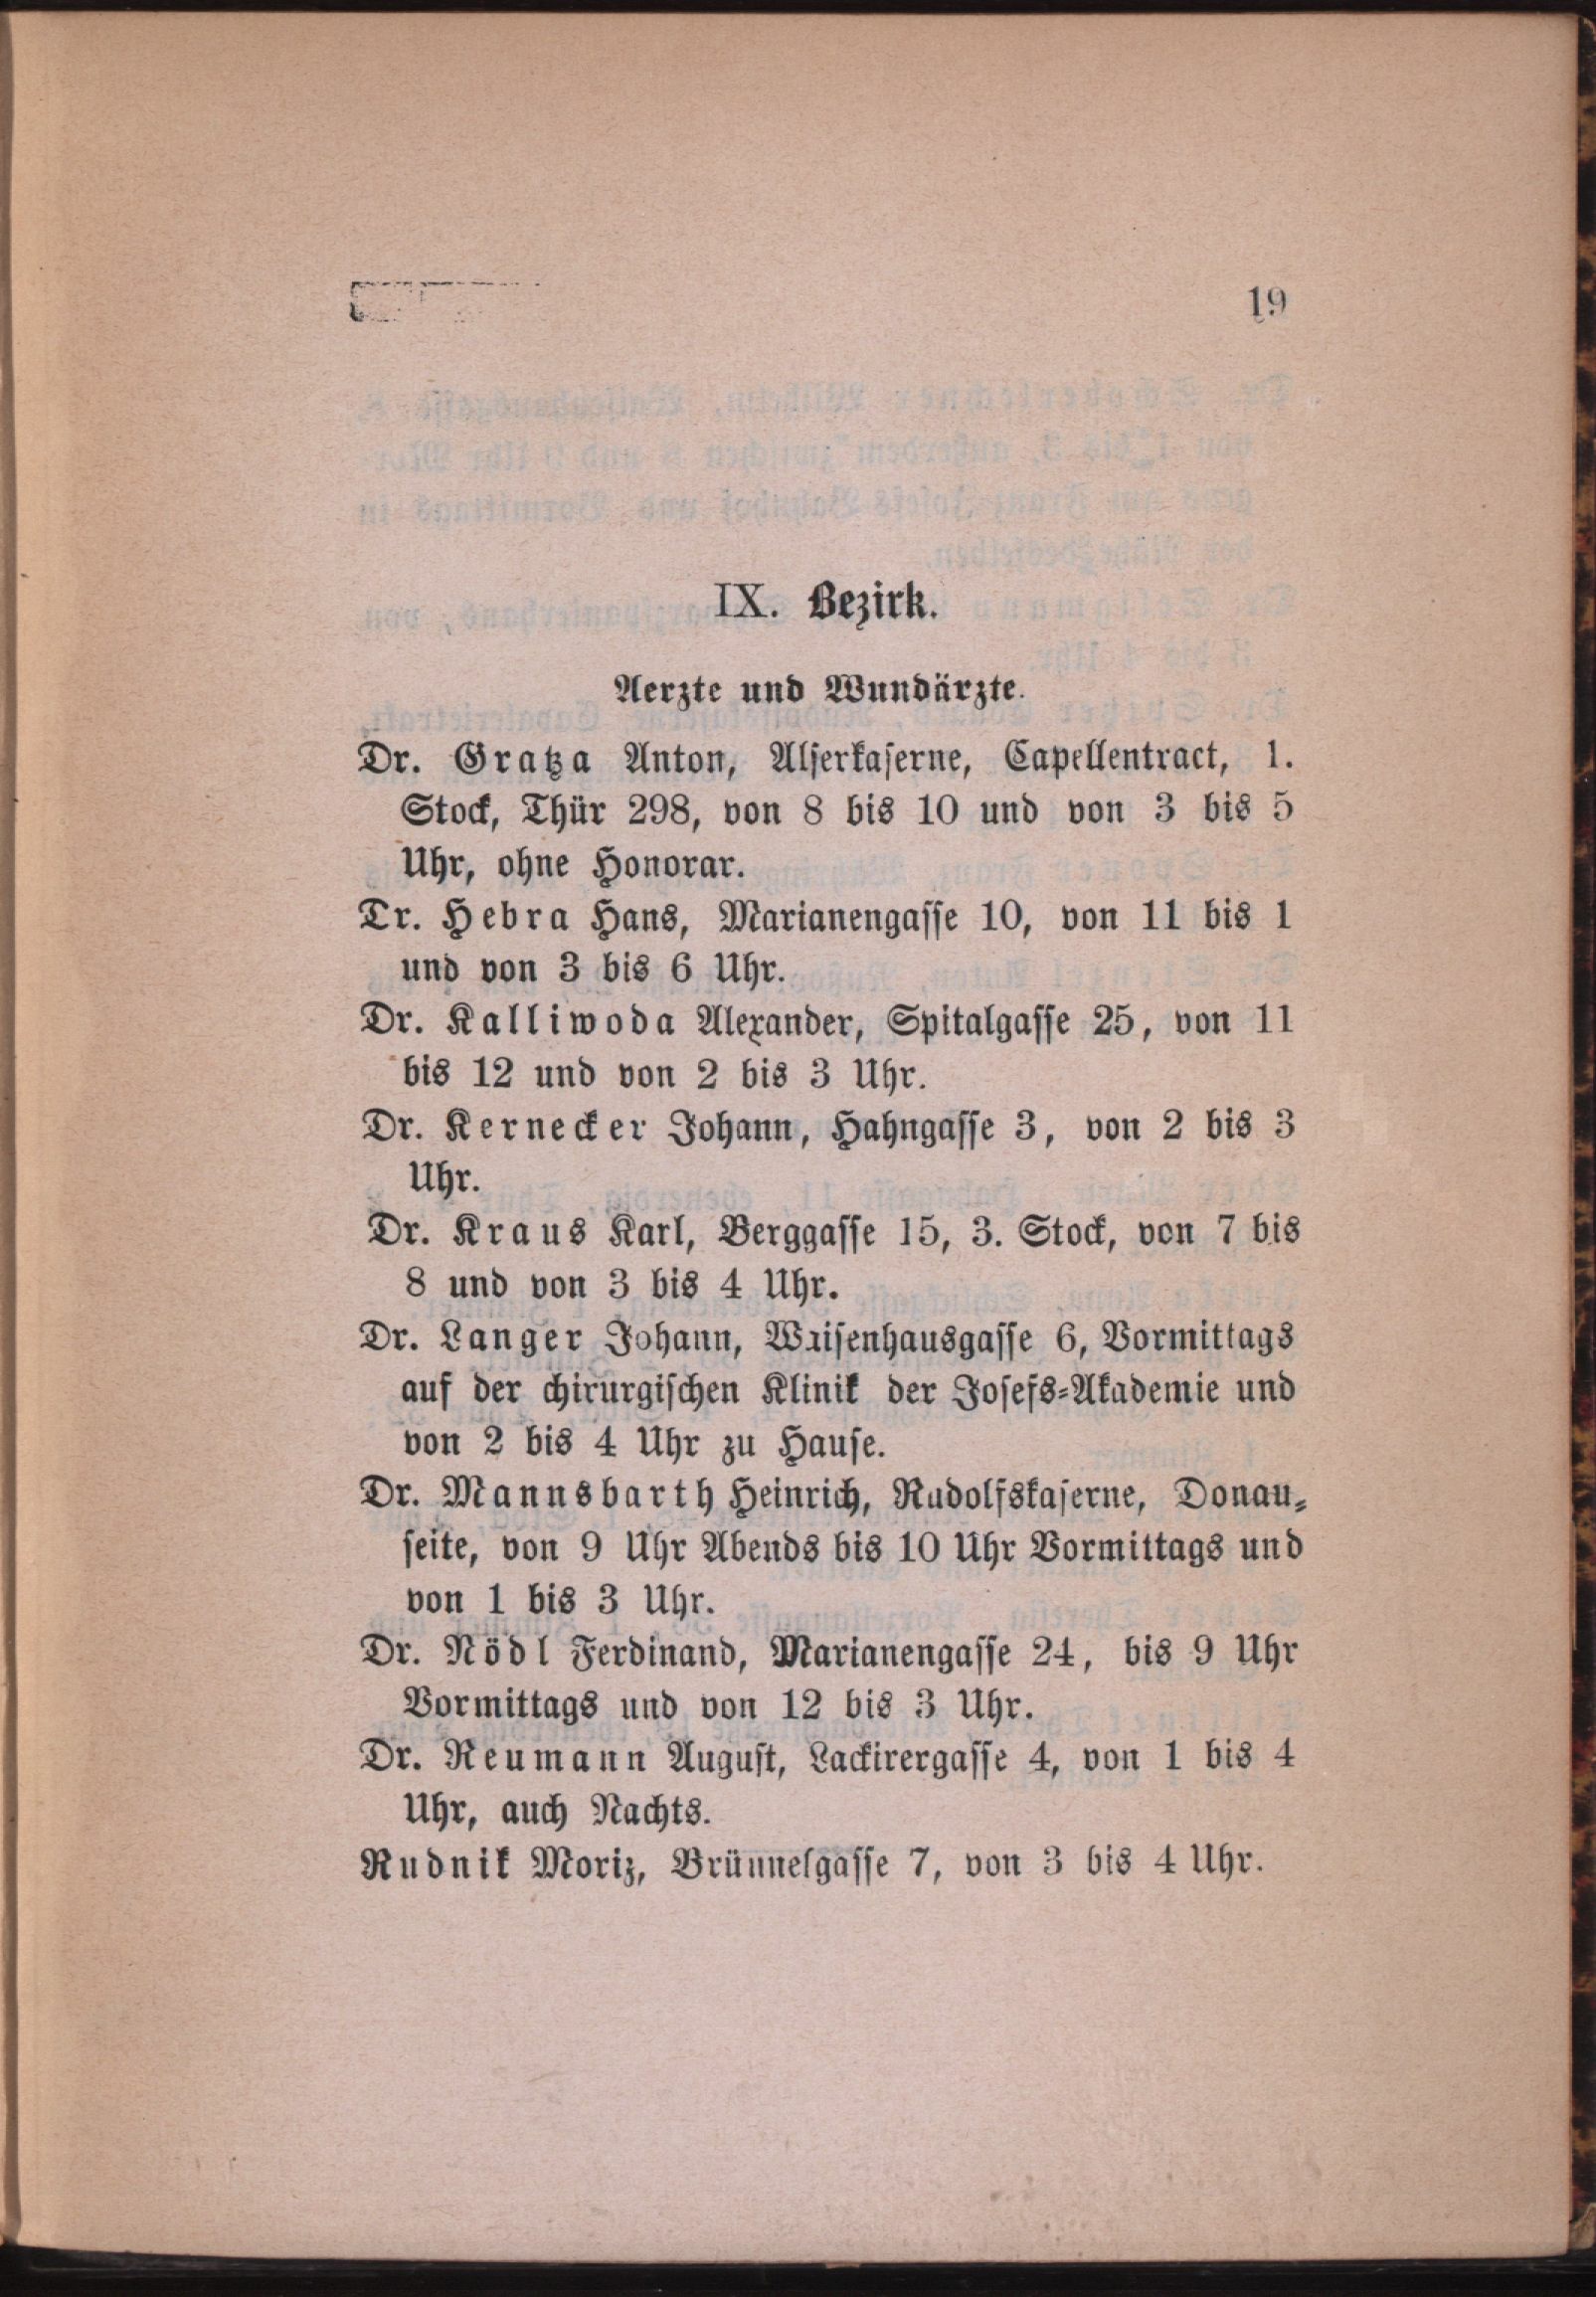 19
IX. Bezirk.
Aerzte und Wundärzte.
Dr. Gratza Anton, Alserkaserne, Capellentract, 1.
Stock, Thür 298, von 8 bis 10 und von 3 bis 5
Uhr, ohne Honorar.
Dr. Hebra Hans, Marianengasse 10, von 11 bis 1
und von 3 bis 6 Uhr.
Dr. Kalliwoda Alexander, Spitalgasse 25, von 11
bis 12 und von 2 bis 3 Uhr.
Dr. Kernecker Johann, Hahngasse 3, von 2 bis 3
Uhr.
Dr. Kraus Karl, Berggasse 15, 3. Stock, von 7 bis
8 und von 3 bis 4 Uhr.
Dr. Langer Johann, Waisenhausgasse 6, Vormittags
auf der chirurgischen Klinik der Josefs-Akademie und
von 2 bis 4 Uhr zu Hause.
Dr. Mannsbarth Heinrich, Rudolfskaserne, Donau-
seite, von 9 Uhr Abends bis 10 Uhr Vormittags und
von 1 bis 3 Uhr.
Dr. Nödl Ferdinand, Marianengasse 24, bis 9 Uhr
Vormittags und von 12 bis 3 Uhr.
Dr. Neumann August, Lackirergasse 4, von 1 bis 4
Uhr, auch Nachts.
Rudnik Moriz, Brünnelgasse 7, von 3 bis 4 Uhr.